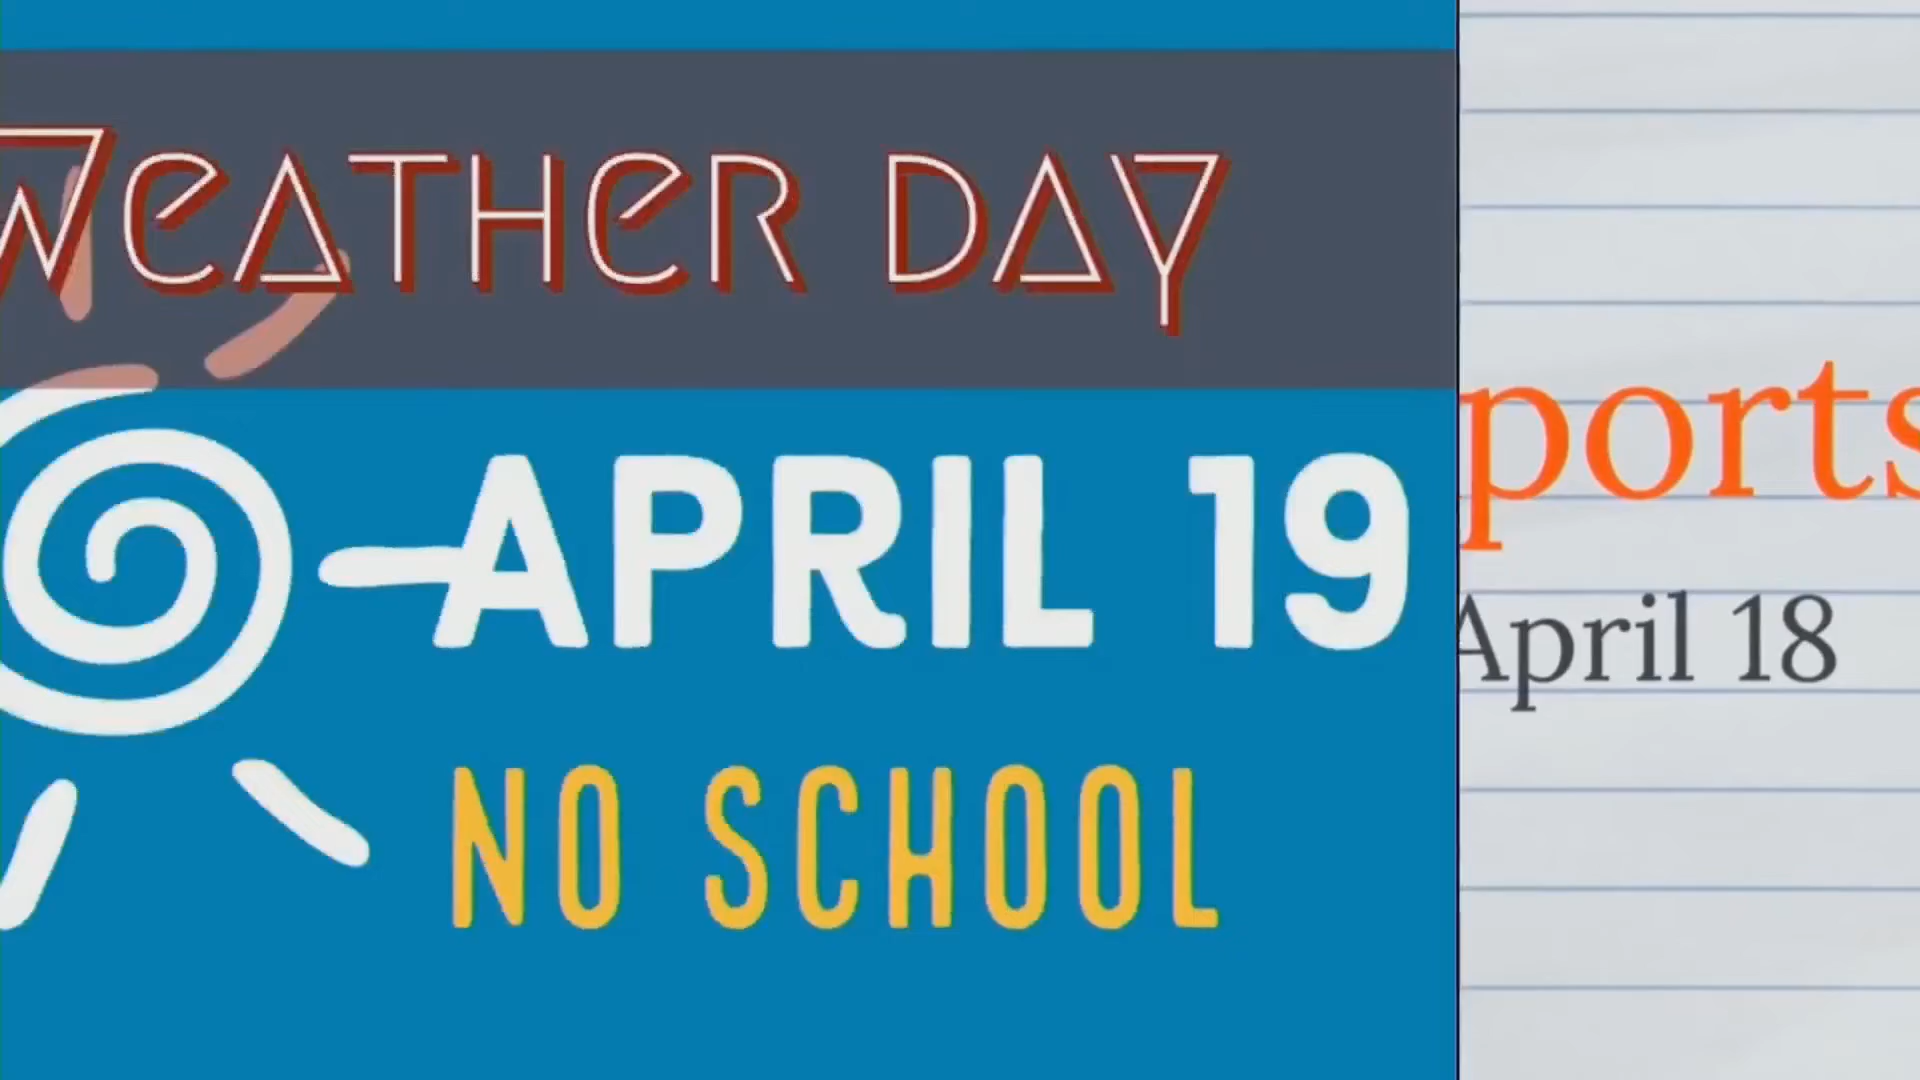 WEATHER DAY
APRIL 19
NO SCHOOL
ports
April 18